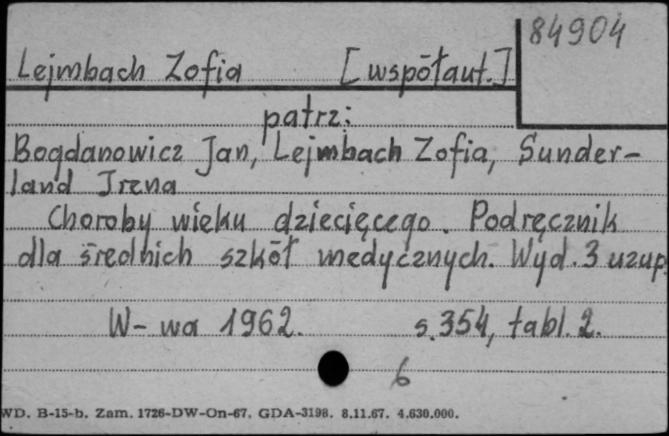 84904
Lejmbach Zofia [współaut.]
patrz:
Bogdanowicz Jan, Lejmbach Zofia, Sunder-
land Irena
Choroby wieku dziecięcego. Podręcznik
dla średnich szkół medycznych. Wyd. 3 uzup
W-wa 1962. s. 354, tabl. 2.
6
WD. B-15-b. Zam. 1726-DW-On-67. GDA-3198. 8.11.67. 4.630.000.